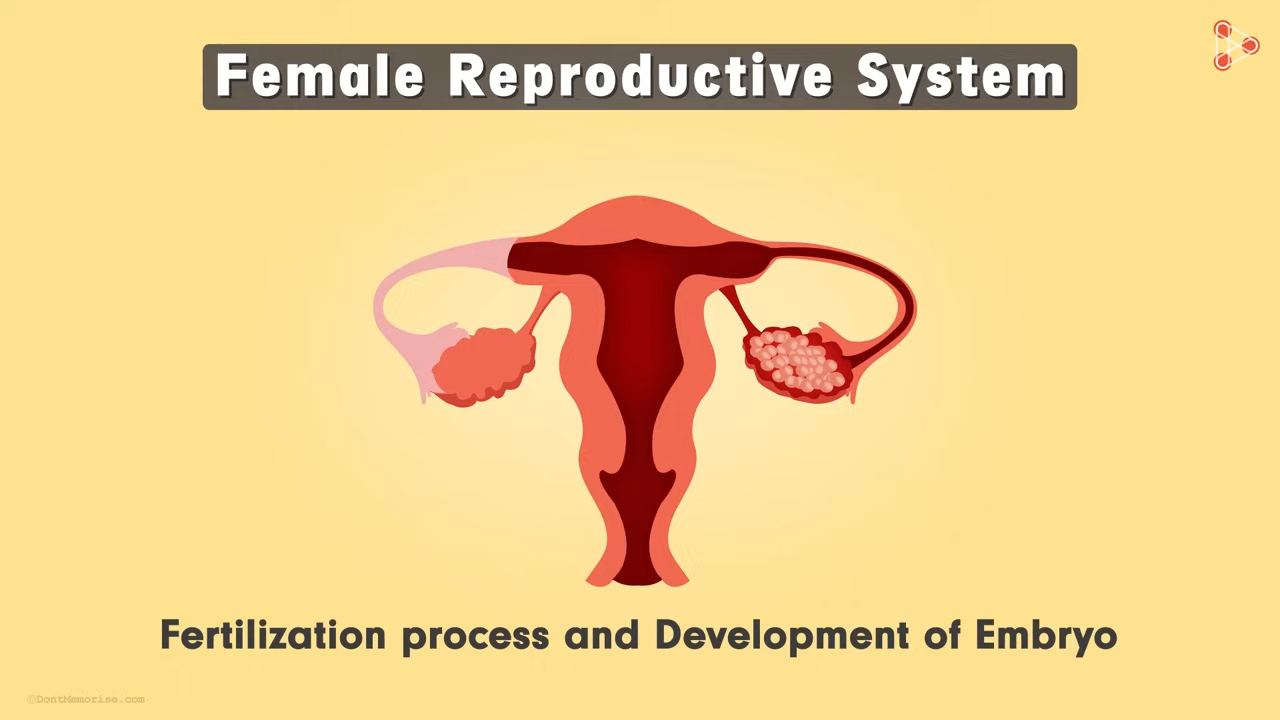 Female Reproductive System
Fertilization process and Development of Embryo
©DontMemorise.com